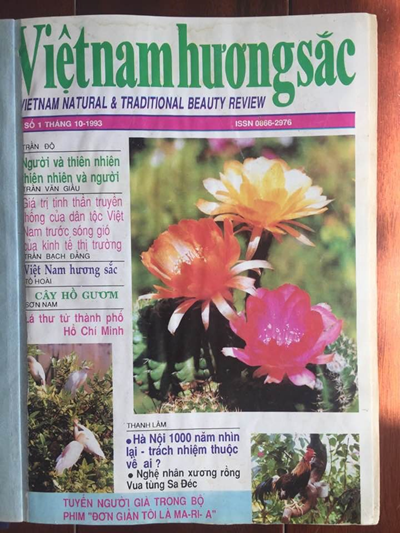 Việtnamhươngsắc
VIETNAM NATURAL & TRADITIONAL BEAUTY REVIEW
SỐ 1 THÁNG 10-1993
ISSN 0866-2976
TRẦN ĐỘ
Người và thiên nhiên
thiên nhiên và người
TRẦN VĂN GIÀU
Giá trị tinh thần truyền
thống của dân tộc Việt
Nam trước sóng gió
của kinh tế thị trường
TRẦN BẠCH ĐẰNG
Việt Nam hương sắc
TÔ HOÀI
CÂY HỒ GƯƠM
SƠN NAM
Lá thư từ thành phố
Hồ Chí Minh
THANH LÂM
• Hà Nội 1000 năm nhìn
lại - trách nhiệm thuộc
về ai ?
• Nghệ nhân xương rồng
Vua tùng Sa Đéc
TUYÊN NGƯỜI GIẢ TRONG BỘ
PHIM "ĐƠN GIẢN TÔI LÀ MA-RI- A"